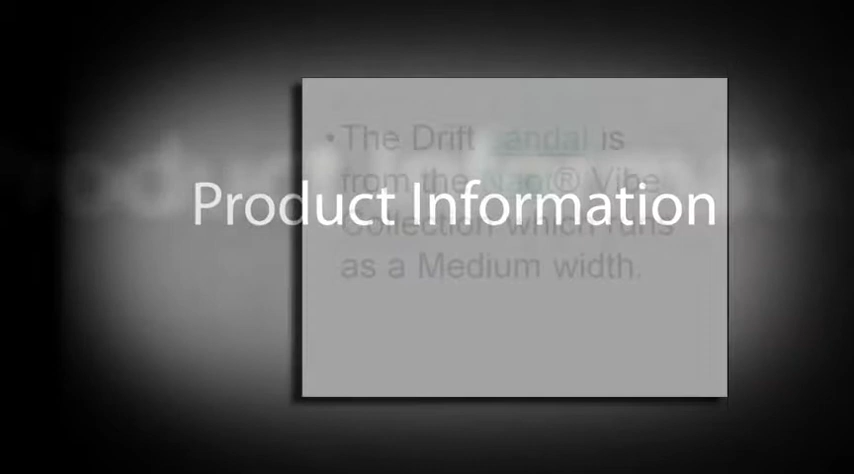 Product Information
• The Drift sandal is
from the ® Vibe
Collection which runs
as a Medium width.